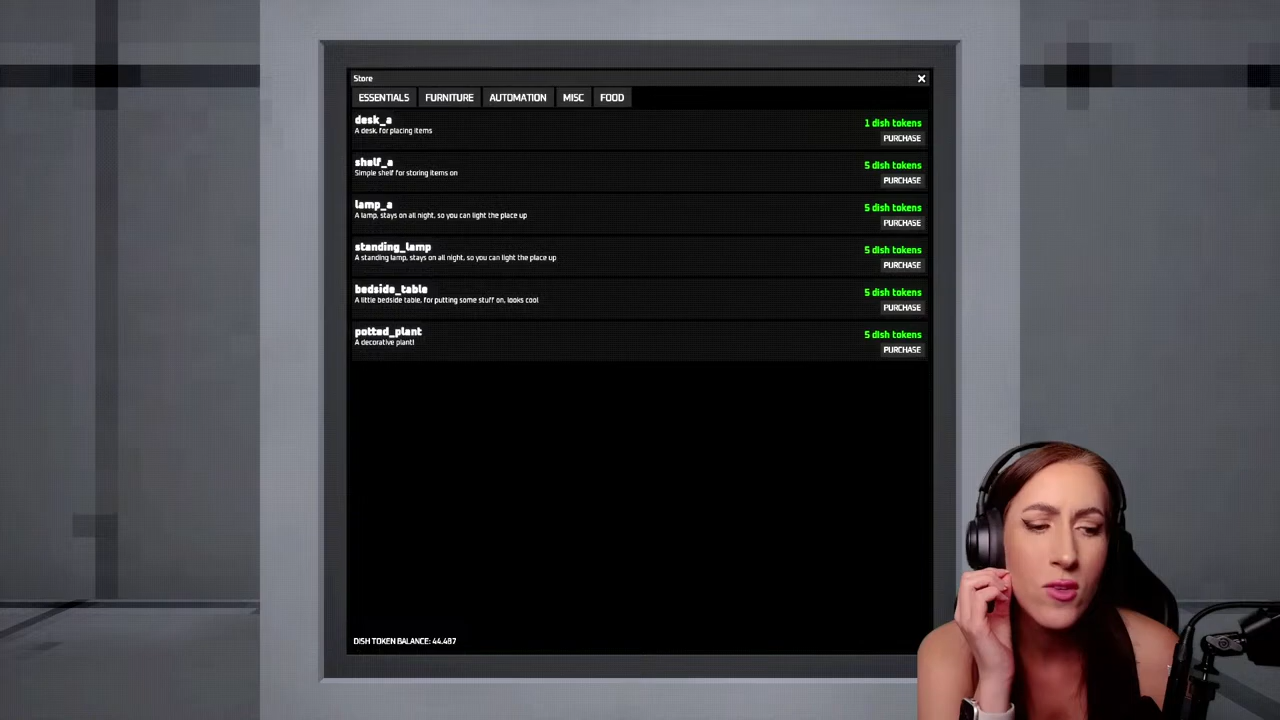 Store
ESSENTIALS FURNITURE AUTOMATION MISC FOOD
desk_a
A desk, for placing items
1 dish tokens
PURCHASE
shelf_a
Simple shelf for storing items on
5 dish tokens
PURCHASE
lamp_a
A lamp, stays on all night, so you can light the place up
5 dish tokens
PURCHASE
standing_lamp
A standing lamp, stays on all night, so you can light the place up
5 dish tokens
PURCHASE
bedside_table
A little bedside table, for putting some stuff on, looks cool
5 dish tokens
PURCHASE
potted_plant
A decorative plant!
5 dish tokens
PURCHASE
DISH TOKEN BALANCE: 44.487